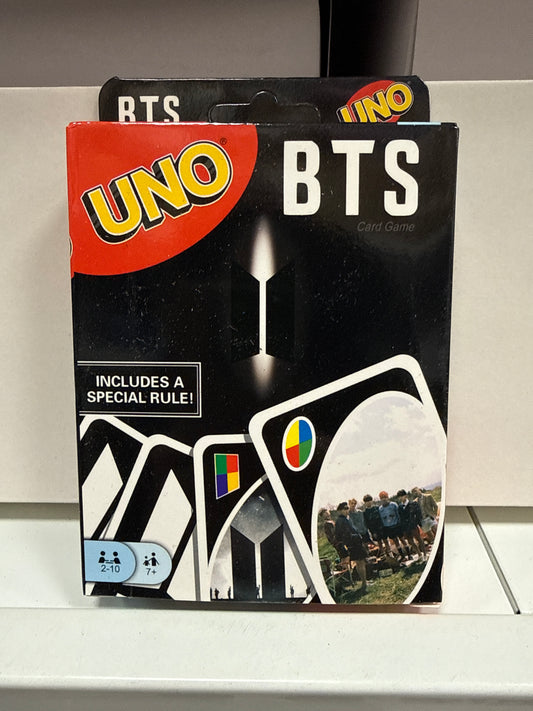 BTS
UNO
UNO®
BTS
Card Game
INCLUDES A
SPECIAL RULE!
2-10
7+